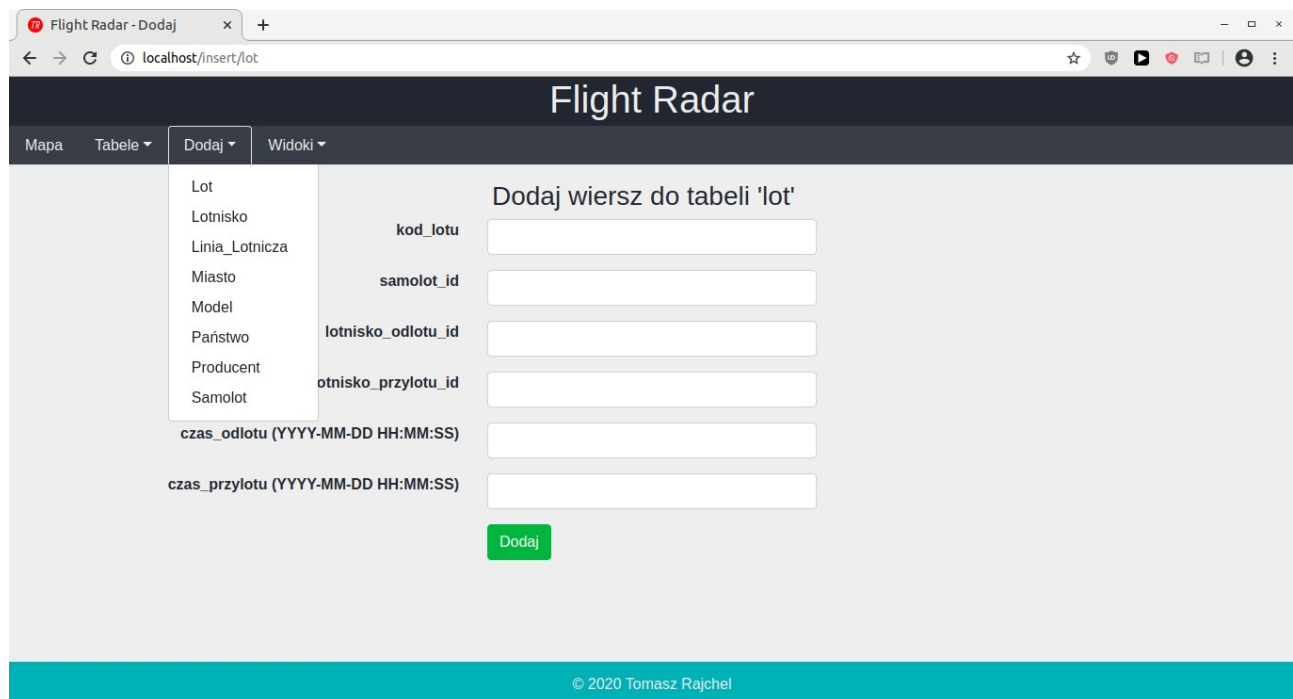 TR Flight Radar - Dodaj × +
localhost/insert/lot
Flight Radar
Mapa Tabele Dodaj Widoki
Lot
Lotnisko
Linia_Lotnicza
Miasto
Model
Państwo
Producent
Samolot
Dodaj wiersz do tabeli 'lot'
kod_lotu
samolot_id
lotnisko_odlotu_id
otnisko_przylotu_id
czas_odlotu (YYYY-MM-DD HH:MM:SS)
czas_przylotu (YYYY-MM-DD HH:MM:SS)
Dodaj
© 2020 Tomasz Rajchel